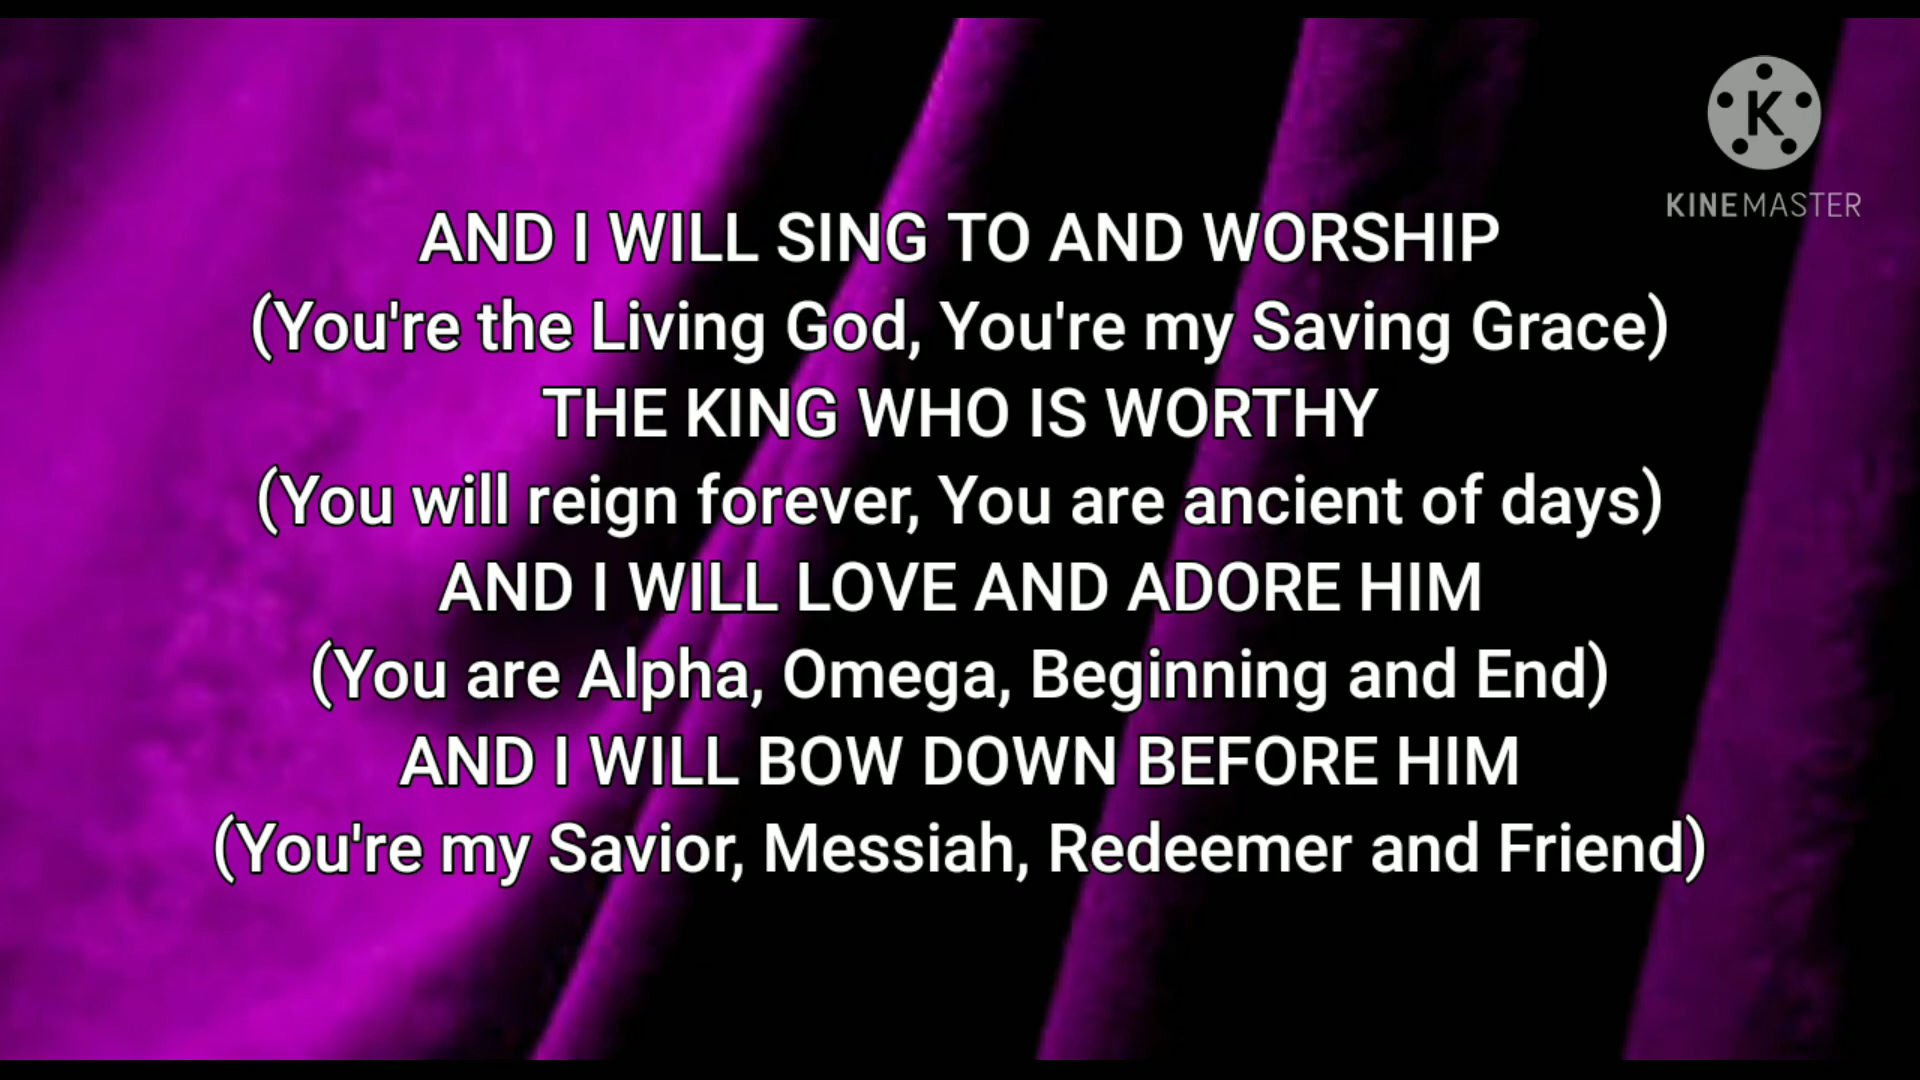 KINEMASTER
AND I WILL SING TO AND WORSHIP
(You're the Living God, You're my Saving Grace)
THE KING WHO IS WORTHY
(You will reign forever, You are ancient of days)
AND I WILL LOVE AND ADORE HIM
(You are Alpha, Omega, Beginning and End)
AND I WILL BOW DOWN BEFORE HIM
(You're my Savior, Messiah, Redeemer and Friend)